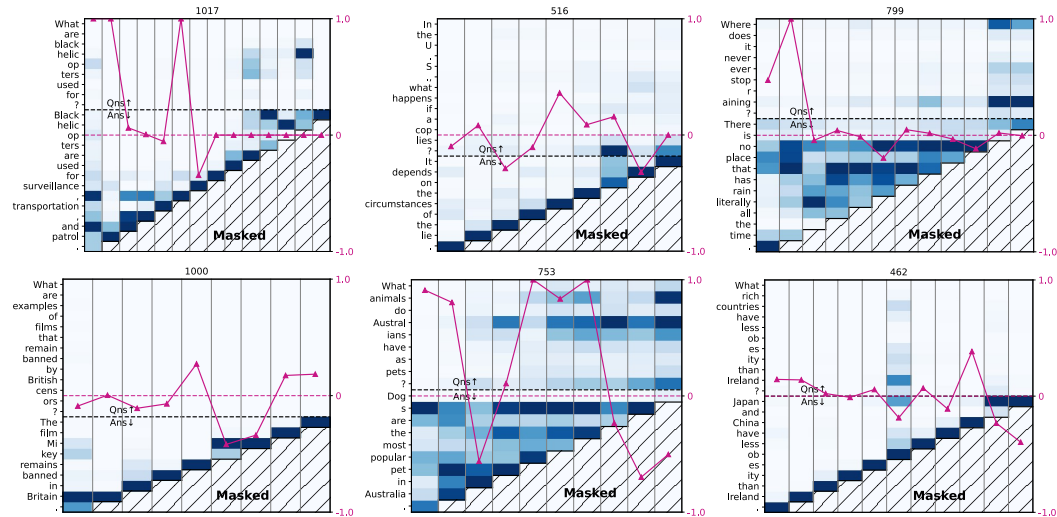 1017
What
are
black
helic
op
ters
used
for
?
Qns↑
Ans↓
Black
helic
op
ters
are
used
for
surveillance
,
transportation
,
and
patrol
.
Masked
1.0
0
-1.0
516
In
the
U
.
S
.
,
what
happens
if
a
cop
lies
?
Qns↑
Ans↓
It
depends
on
the
circumstances
of
the
lie
.
Masked
1.0
0
-1.0
799
Where
does
it
never
ever
stop
r
aining
?
Qns↑
Ans↓
There
is
no
place
that
has
rain
literally
all
the
time
.
Masked
1.0
0
-1.0
1000
What
are
examples
of
films
that
remain
banned
by
British
cens
ors
?
Qns↑
Ans↓
The
film
Mi
key
remains
banned
in
Britain
.
Masked
1.0
0
-1.0
753
What
animals
do
Austral
ians
have
as
pets
?
Qns↑
Ans↓
Dog
s
are
the
most
popular
pet
in
Australia
.
Masked
1.0
0
-1.0
462
What
rich
countries
have
less
ob
es
ity
than
Ireland
?
Qns↑
Ans↓
Japan
and
China
have
less
ob
es
ity
than
Ireland
.
Masked
1.0
0
-1.0